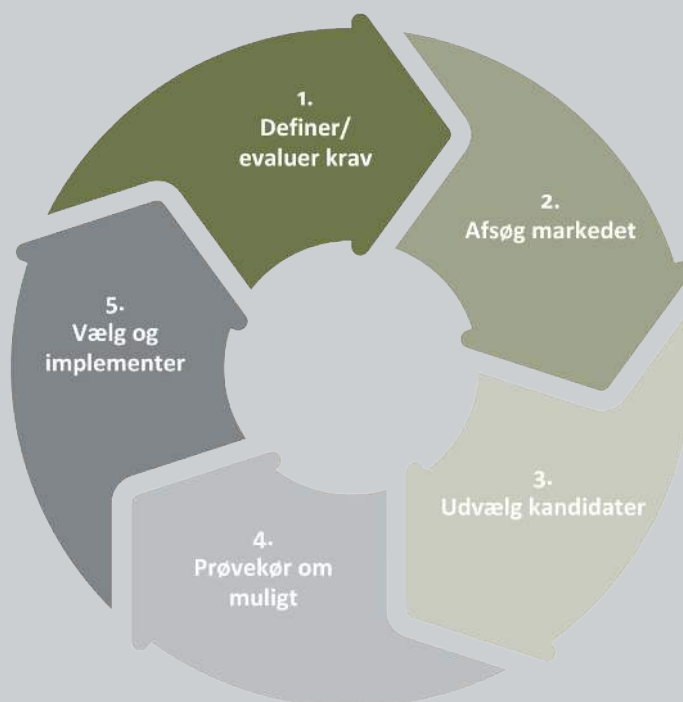 1.
Definer/
evaluer krav
2.
Afsøg markedet
3.
Udvælg kandidater
4.
Prøvekør om
muligt
5.
Vælg og
implementer